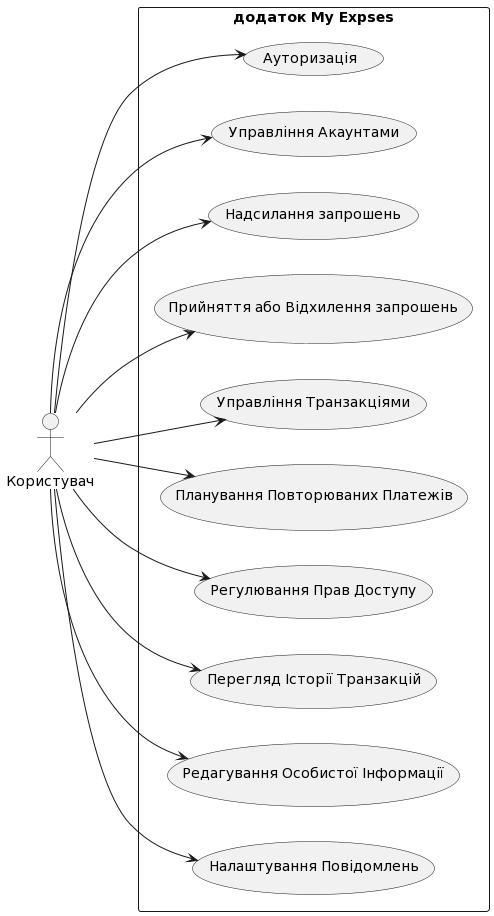 додаток My Expses
Ауторизація
Управління Акаунтами
Надсилання запрошень
Прийняття або Відхилення запрошень
Управління Транзакціями
Користувач
Планування Повторюваних Платежів
Регулювання Прав Доступу
Перегляд Історії Транзакцій
Редагування Особистої Інформації
Налаштування Повідомлень